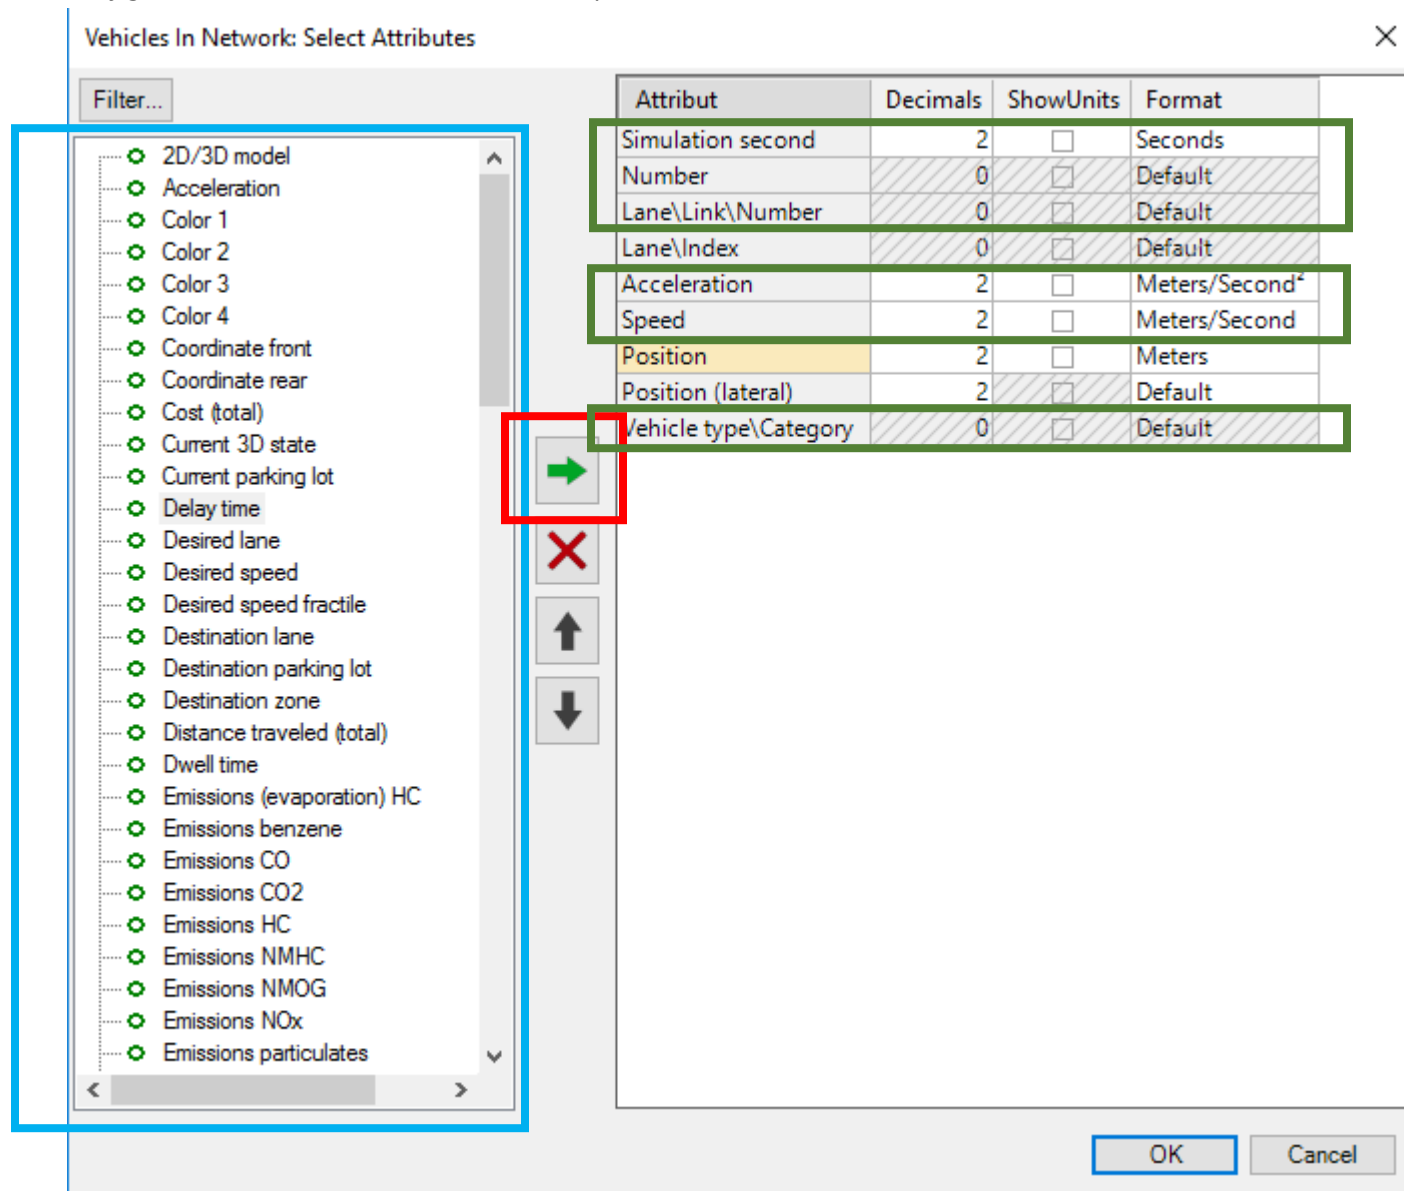 Vehicles In Network: Select Attributes
Filter...
2D/3D model
Acceleration
Color 1
Color 2
Color 3
Color 4
Coordinate front
Coordinate rear
Cost (total)
Current 3D state
Current parking lot
Delay time
Desired lane
Desired speed
Desired speed fractile
Destination lane
Destination parking lot
Destination zone
Distance traveled (total)
Dwell time
Emissions (evaporation) HC
Emissions benzene
Emissions CO
Emissions CO2
Emissions HC
Emissions NMHC
Emissions NMOG
Emissions NOx
Emissions particulates
Attribut Decimals ShowUnits Format
Simulation second 2 Seconds
Number 0 Default
Lane\Link\Number 0 Default
Lane\Index 0 Default
Acceleration 2 Meters/Second²
Speed 2 Meters/Second
Position 2 Meters
Position (lateral) 2 Default
Vehicle type\Category 0 Default
OK Cancel